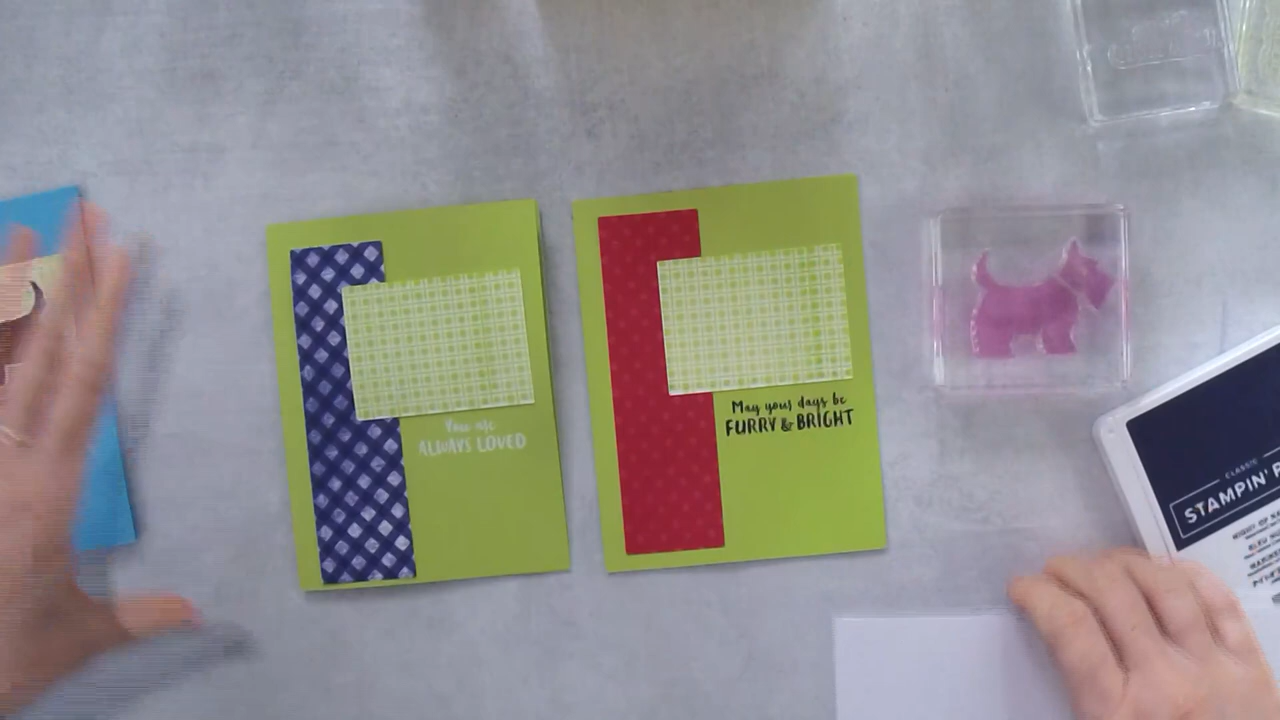 You are
ALWAYS LOVED
May your days be
FURRY & BRIGHT
CLASSIC
STAMPIN'